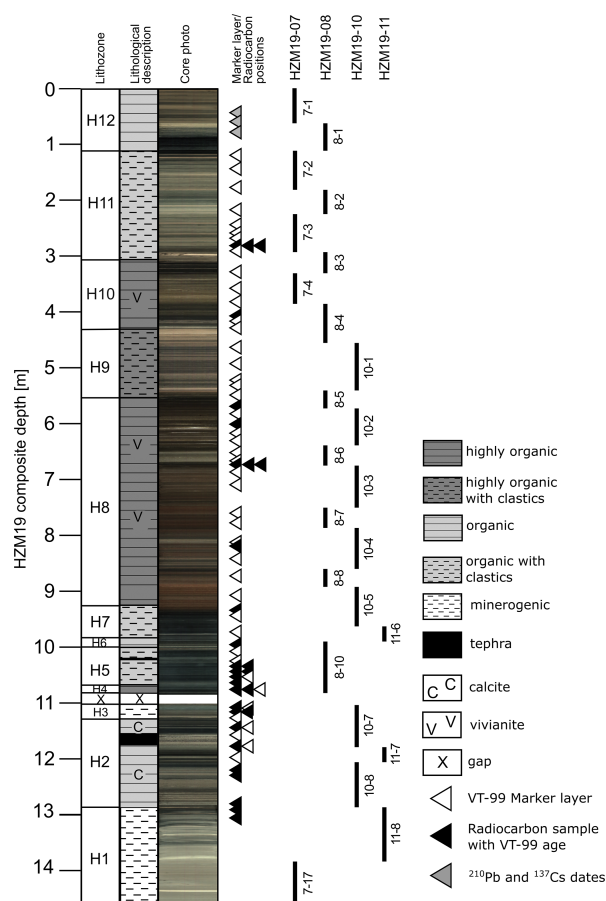 Lithozone
Lithological
description
Core photo
Marker layer/
Radiocarbon
positions
HZM19-07
HZM19-08
HZM19-10
HZM19-11
HZM19 composite depth [m]
0
1
2
3
4
5
6
7
8
9
10
11
12
13
14
H12
H11
H10
H9
H8
H7
H6
H5
H4
X
H3
H2
H1
V
V
V
X
C
C
7-1
8-1
7-2
8-2
7-3
8-3
7-4
8-4
10-1
8-5
10-2
8-6
10-3
8-7
10-4
8-8
10-5
11-6
8-10
10-7
11-7
10-8
11-8
7-17
highly organic
highly organic
with clastics
organic
organic with
clastics
minerogenic
tephra
C C calcite
V V vivianite
X gap
VT-99 Marker layer
Radiocarbon sample
with VT-99 age
²¹⁰Pb and ¹³⁷Cs dates